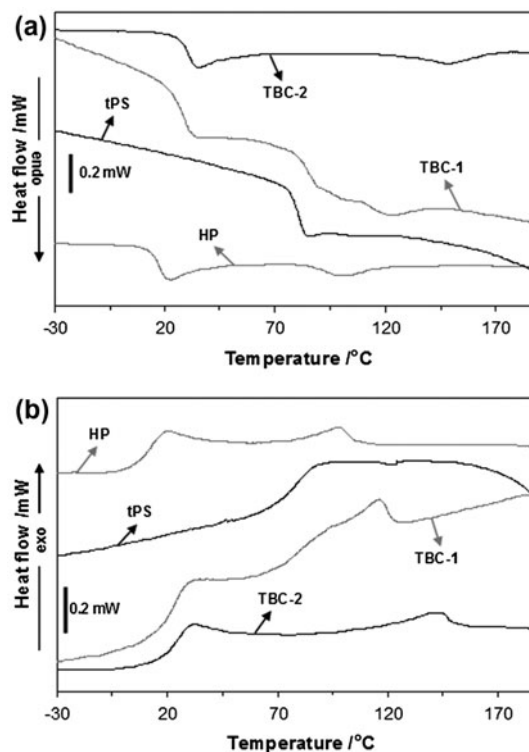 (a)
TBC-2
tPS
0.2 mW
TBC-1
HP
Heat flow /mW
endo
-30 20 70 120 170
Temperature /°C
(b)
HP
tPS
TBC-1
0.2 mW
TBC-2
Heat flow /mW
exo
-30 20 70 120 170
Temperature /°C